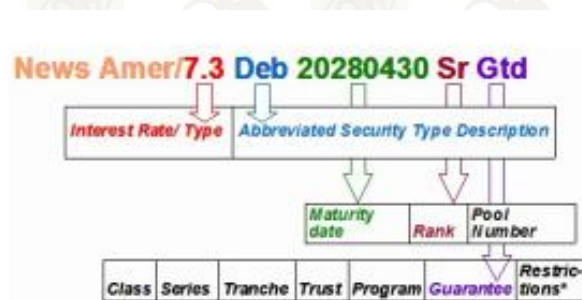 News Amer/7.3 Deb 20280430 Sr Gtd
Interest Rate/ Type Abbreviated Security Type Description
Maturity date Rank Pool Number
Class Series Tranche Trust Program Guarantee Restric-tions*